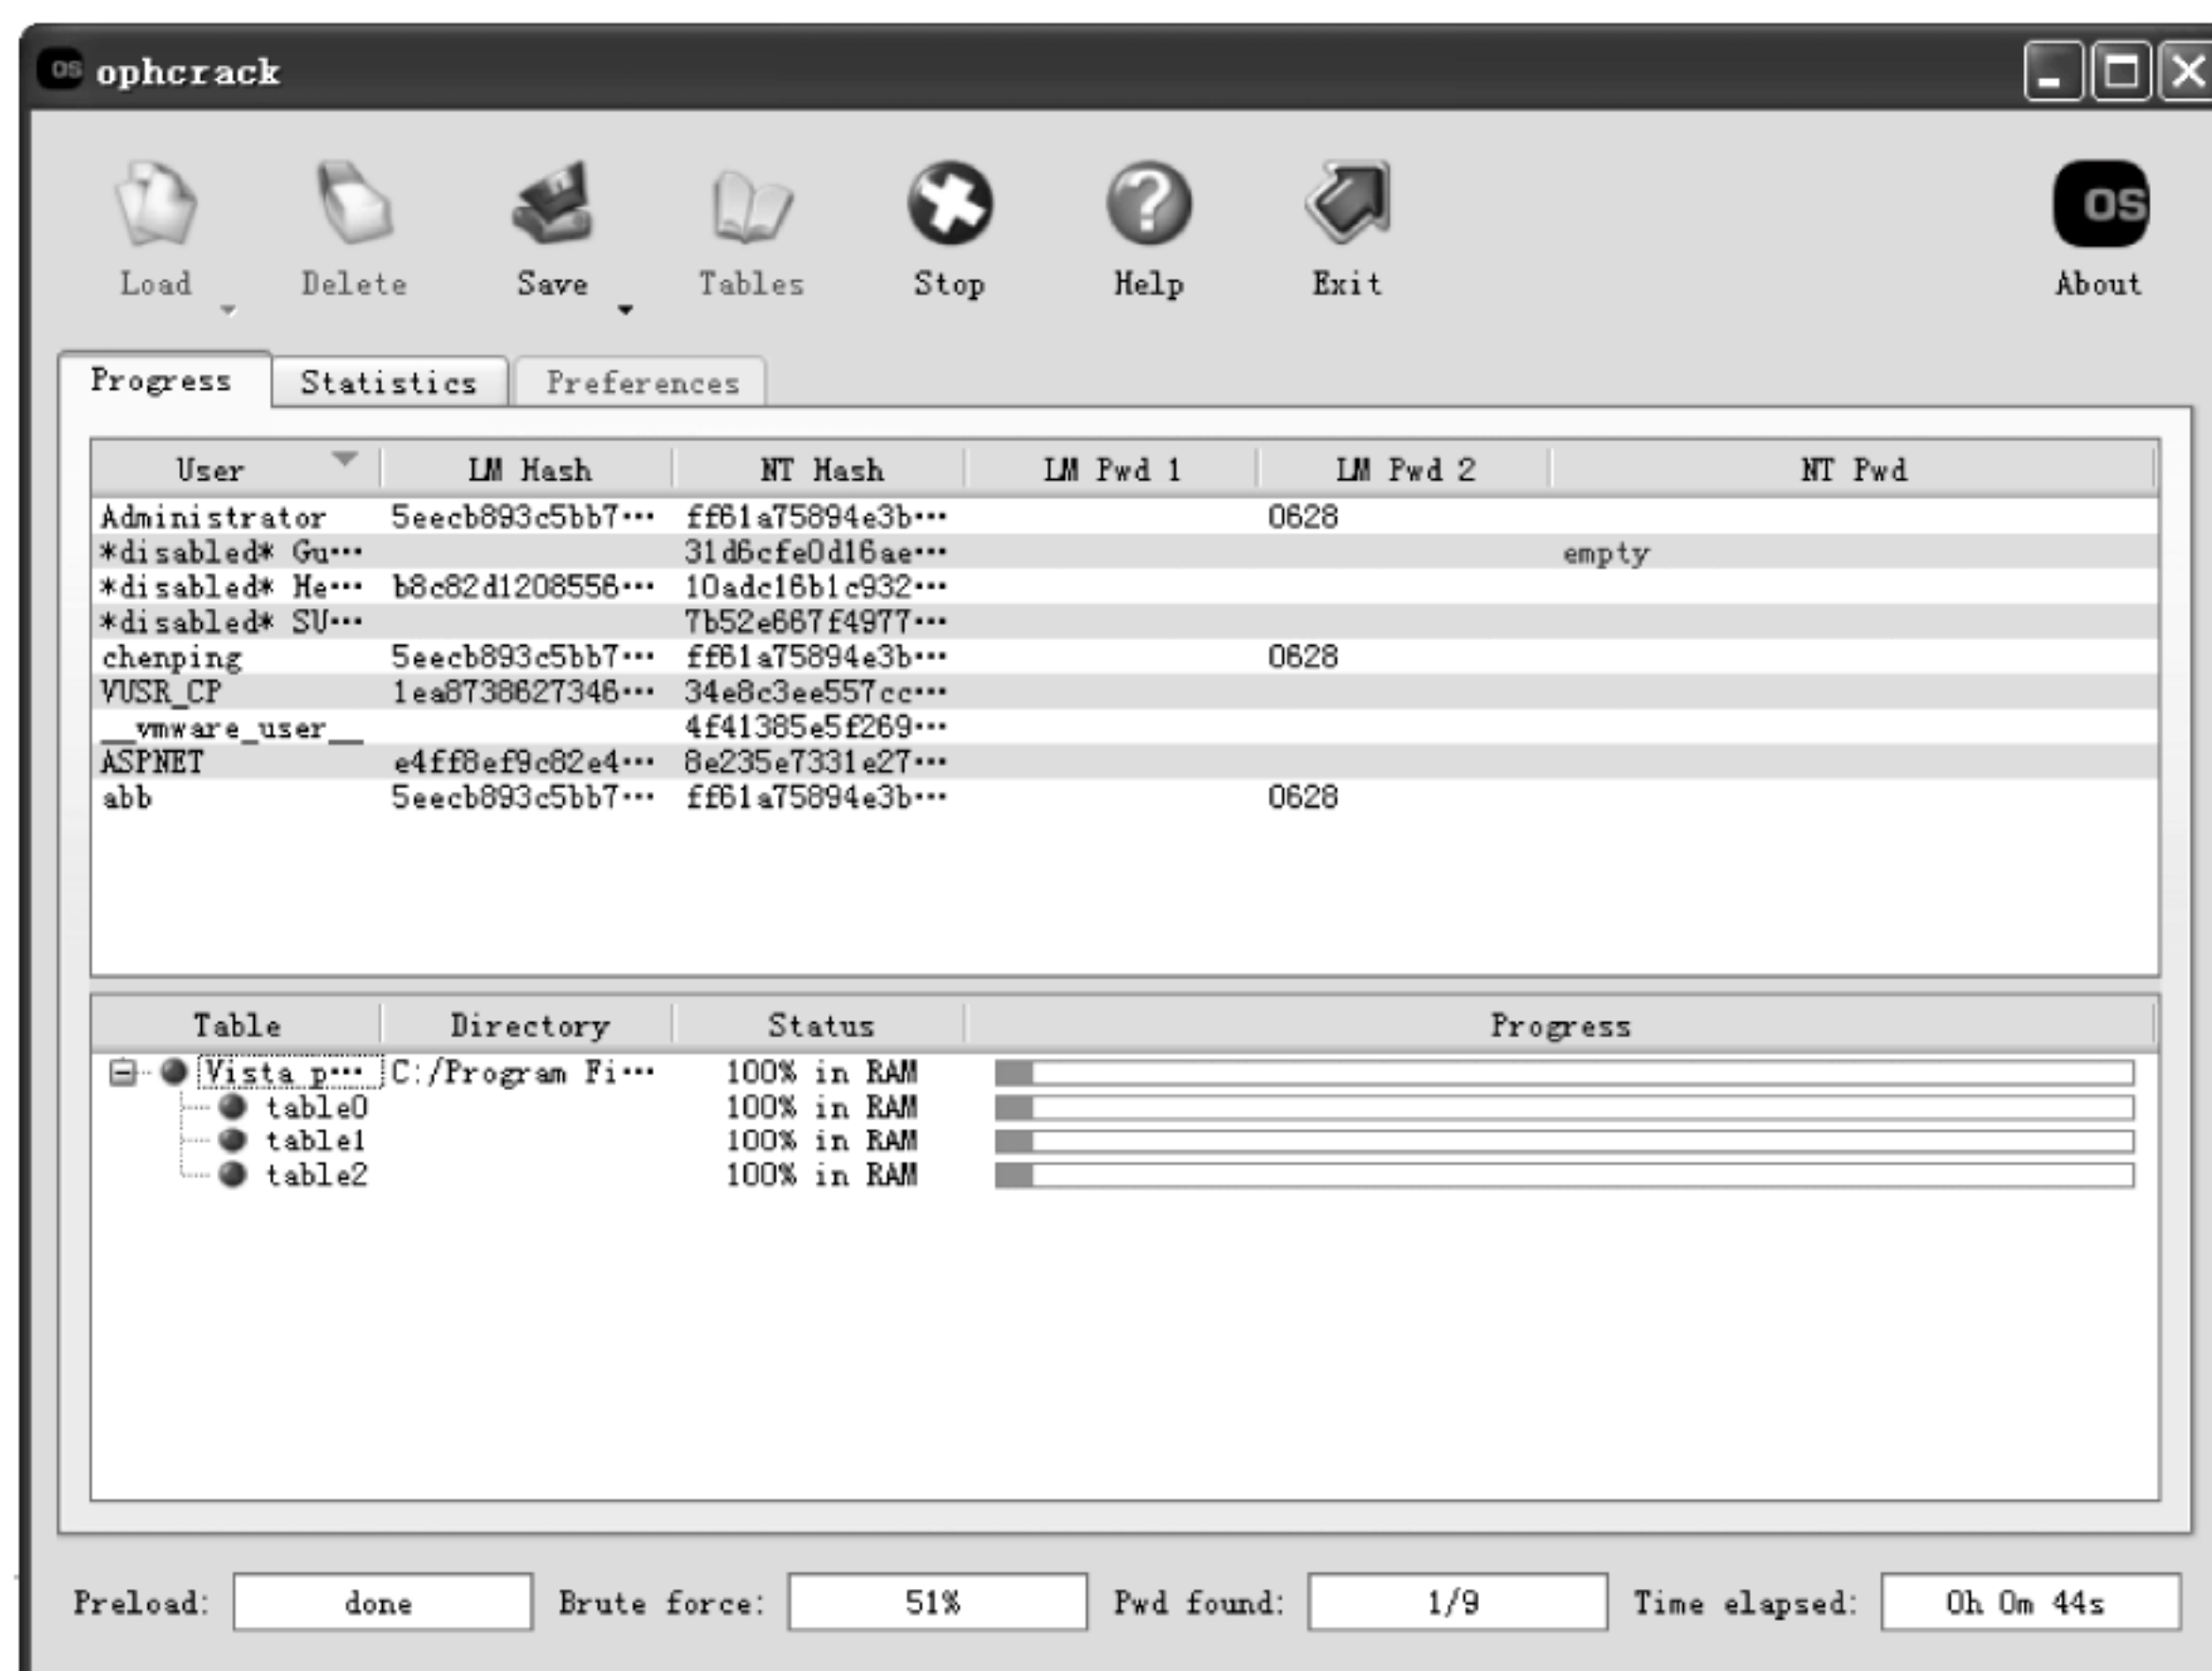 OS ophcrack
Load Delete Save Tables Stop Help Exit OS About
Progress Statistics Preferences
User LM Hash NT Hash LM Pwd 1 LM Pwd 2 NT Pwd
Administrator 5eecb893c5bb7··· ff61a75894e3b··· 0628
*disabled* Gu··· 31d6cfe0d16ae··· empty
*disabled* He··· b8c82d1208556··· 10adc16b1c932···
*disabled* SU··· 7b52e667f4977···
chenping 5eecb893c5bb7··· ff61a75894e3b··· 0628
VUSR_CP 1ea8738627346··· 34e8c3ee557cc···
__vmware_user__ 4f41385e5f269···
ASPNET e4ff8ef9c82e4··· 8e235e7331e27···
abb 5eecb893c5bb7··· ff61a75894e3b··· 0628
Table Directory Status Progress
Vista p··· C:/Program Fi··· 100% in RAM
table0 100% in RAM
table1 100% in RAM
table2 100% in RAM
Preload: done Brute force: 51% Pwd found: 1/9 Time elapsed: 0h 0m 44s